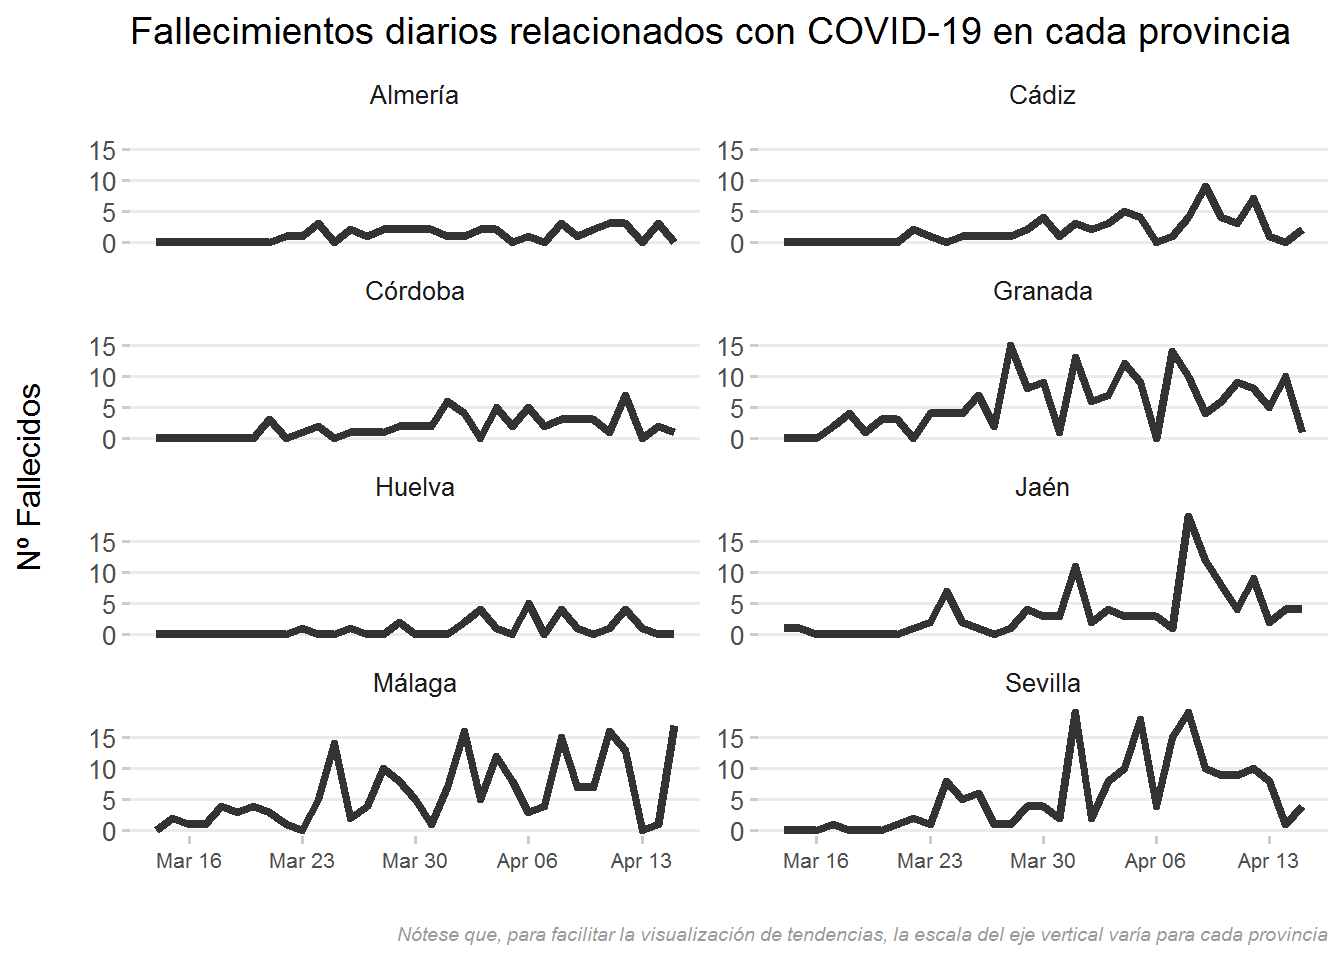 Fallecimientos diarios relacionados con COVID-19 en cada provincia
Almería Cádiz
15 15
10 10
5 5
0 0
Córdoba Granada
15 15
10 10
5 5
0 0
Nº Fallecidos
Huelva Jaén
15 15
10 10
5 5
0 0
Málaga Sevilla
15 15
10 10
5 5
0 0
Mar 16 Mar 23 Mar 30 Apr 06 Apr 13 Mar 16 Mar 23 Mar 30 Apr 06 Apr 13
Nótese que, para facilitar la visualización de tendencias, la escala del eje vertical varía para cada provincia